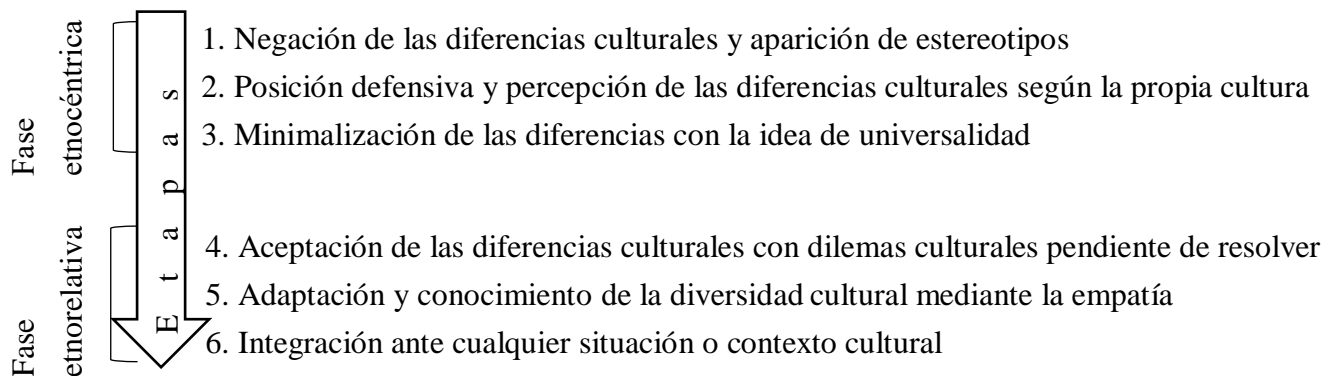 Fase
etnocéntrica
E t a p a s
1. Negación de las diferencias culturales y aparición de estereotipos
2. Posición defensiva y percepción de las diferencias culturales según la propia cultura
3. Minimalización de las diferencias con la idea de universalidad
Fase
etnorelativa
4. Aceptación de las diferencias culturales con dilemas culturales pendiente de resolver
5. Adaptación y conocimiento de la diversidad cultural mediante la empatía
6. Integración ante cualquier situación o contexto cultural